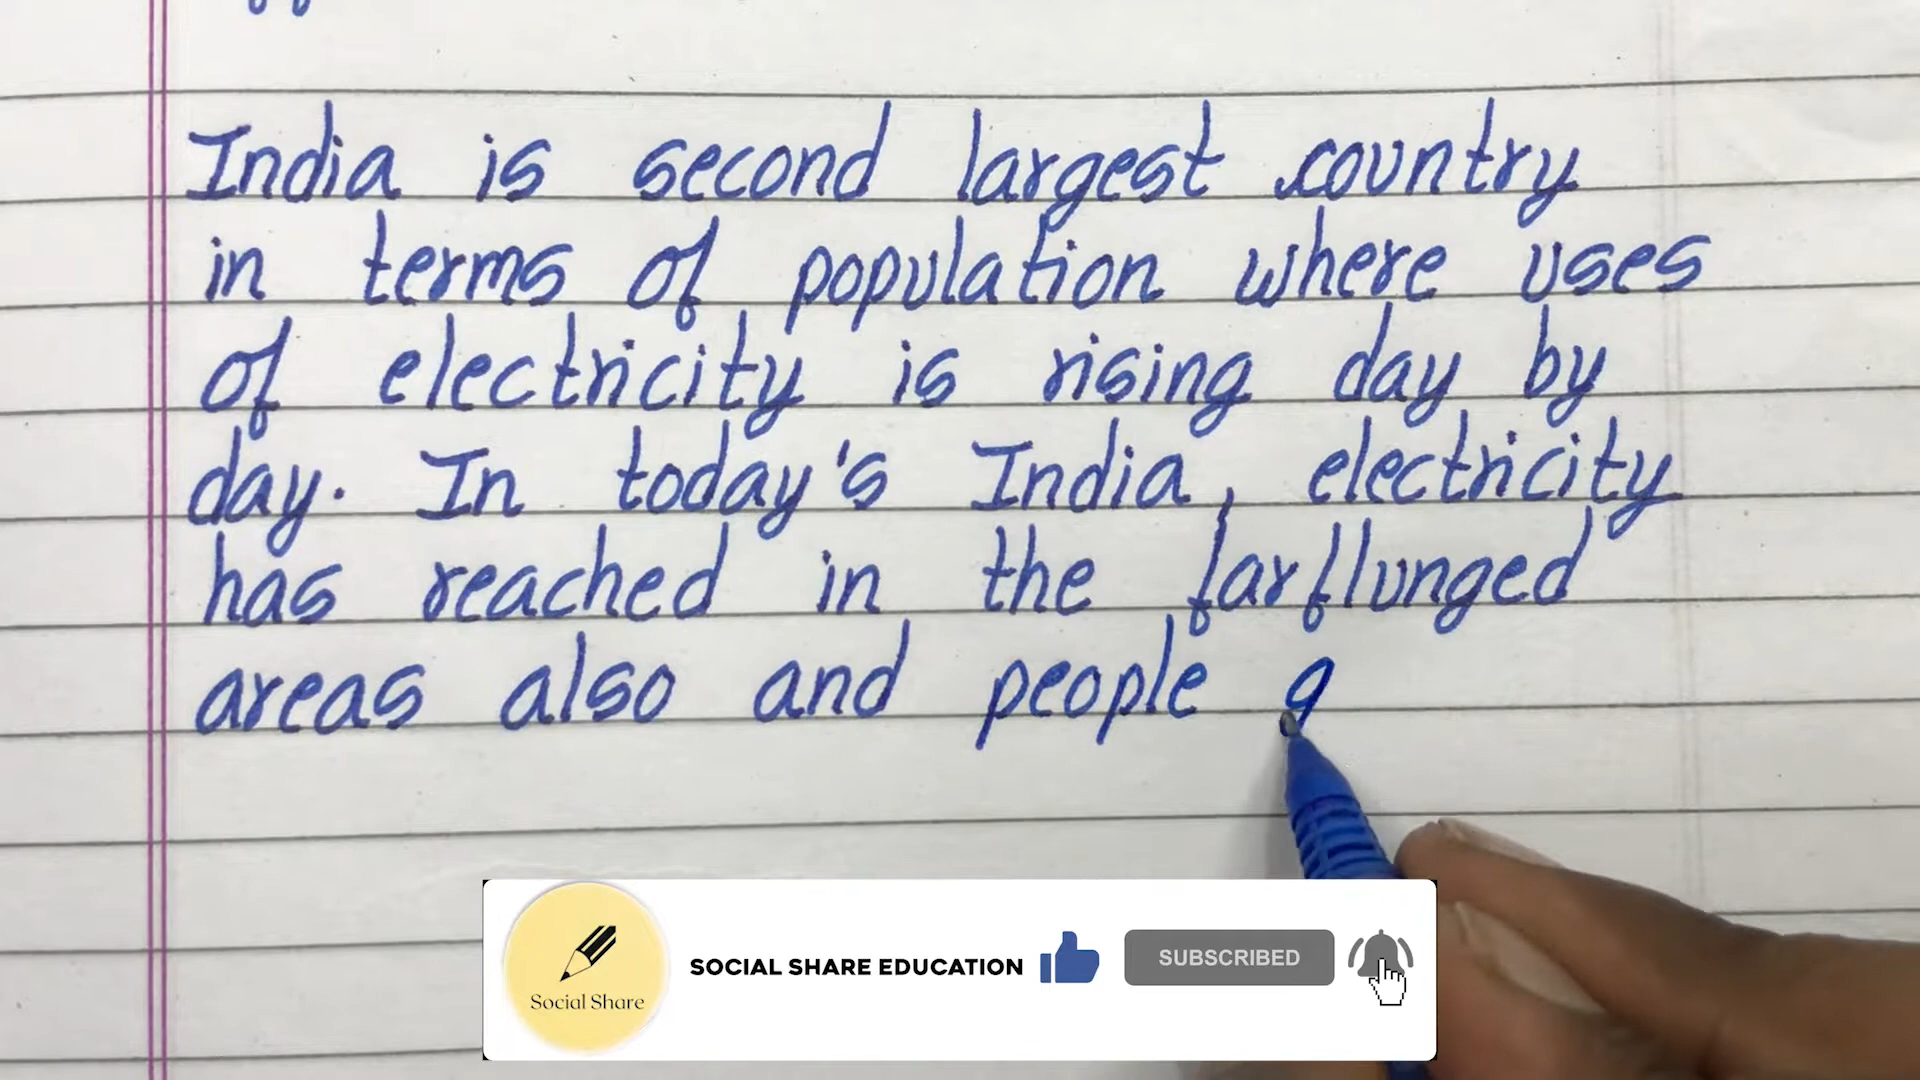 India is second largest country
in terms of population where uses
of electricity is rising day by
day. In today's India, electricity
has reached in the farflunged
areas also and people
Social Share
SOCIAL SHARE EDUCATION
SUBSCRIBED